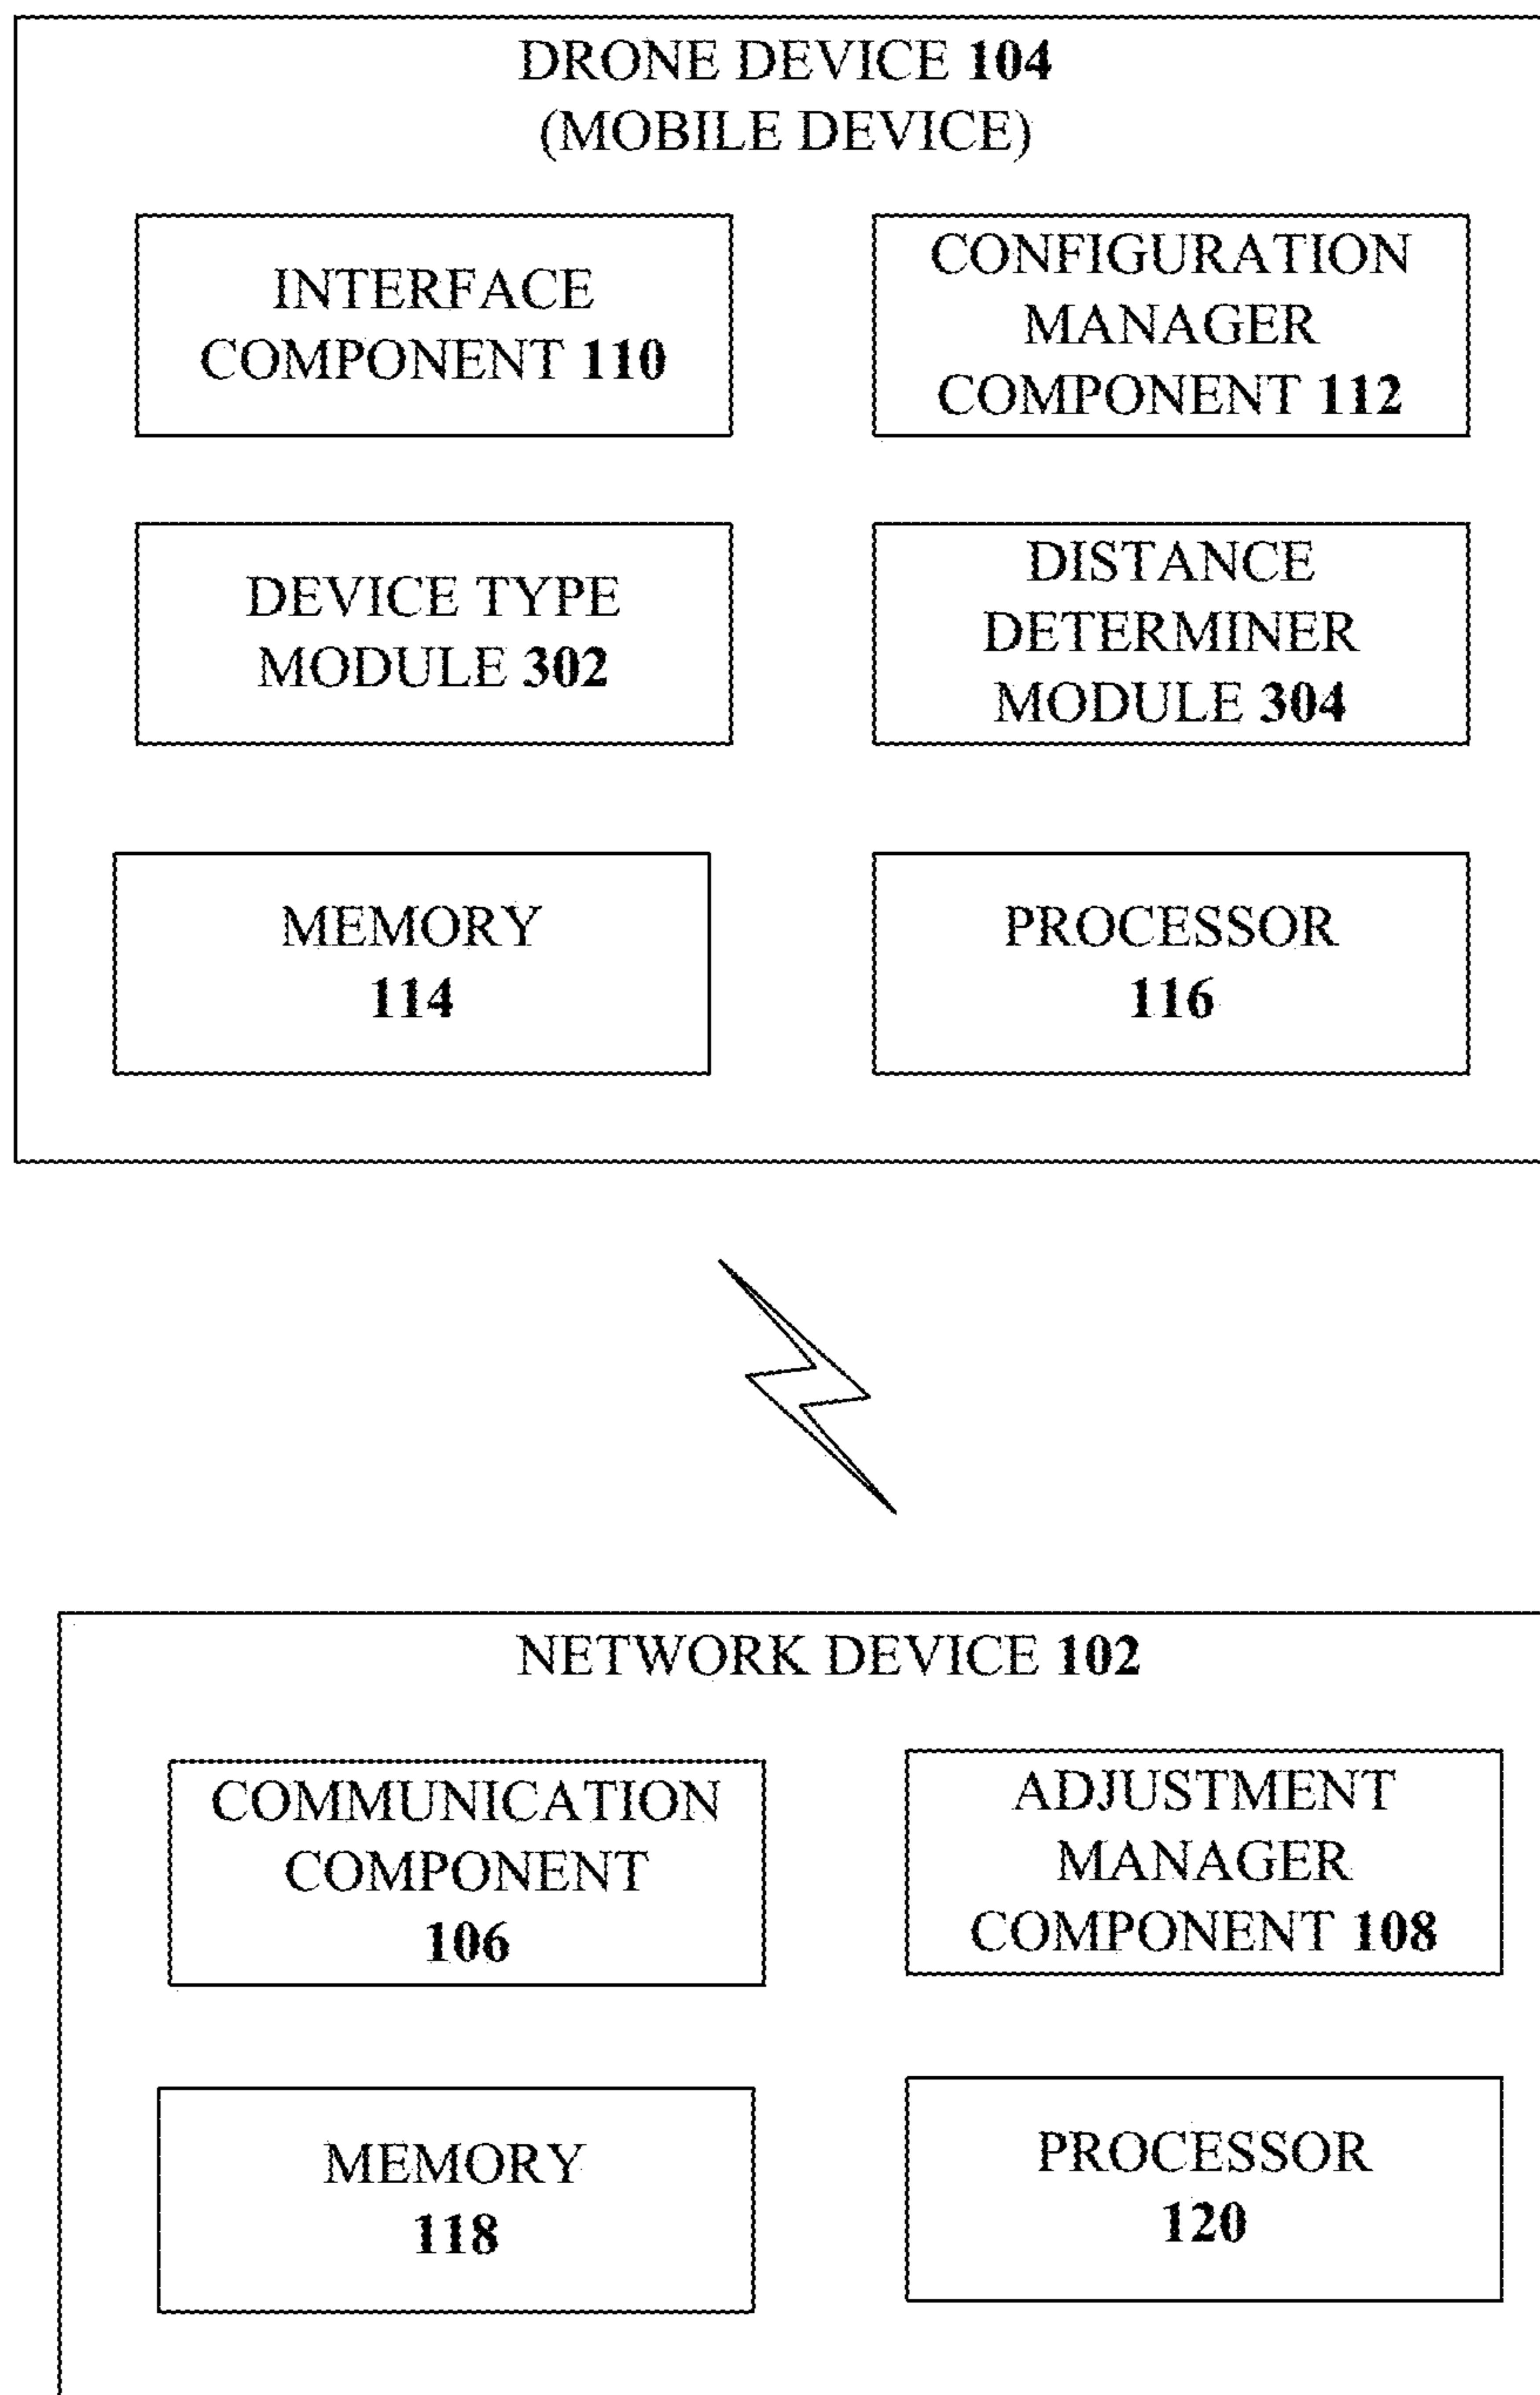 DRONE DEVICE 104
(MOBILE DEVICE)
INTERFACE
COMPONENT 110
CONFIGURATION
MANAGER
COMPONENT 112
DEVICE TYPE
MODULE 302
DISTANCE
DETERMINER
MODULE 304
MEMORY
114
PROCESSOR
116
NETWORK DEVICE 102
COMMUNICATION
COMPONENT
106
ADJUSTMENT
MANAGER
COMPONENT 108
MEMORY
118
PROCESSOR
120